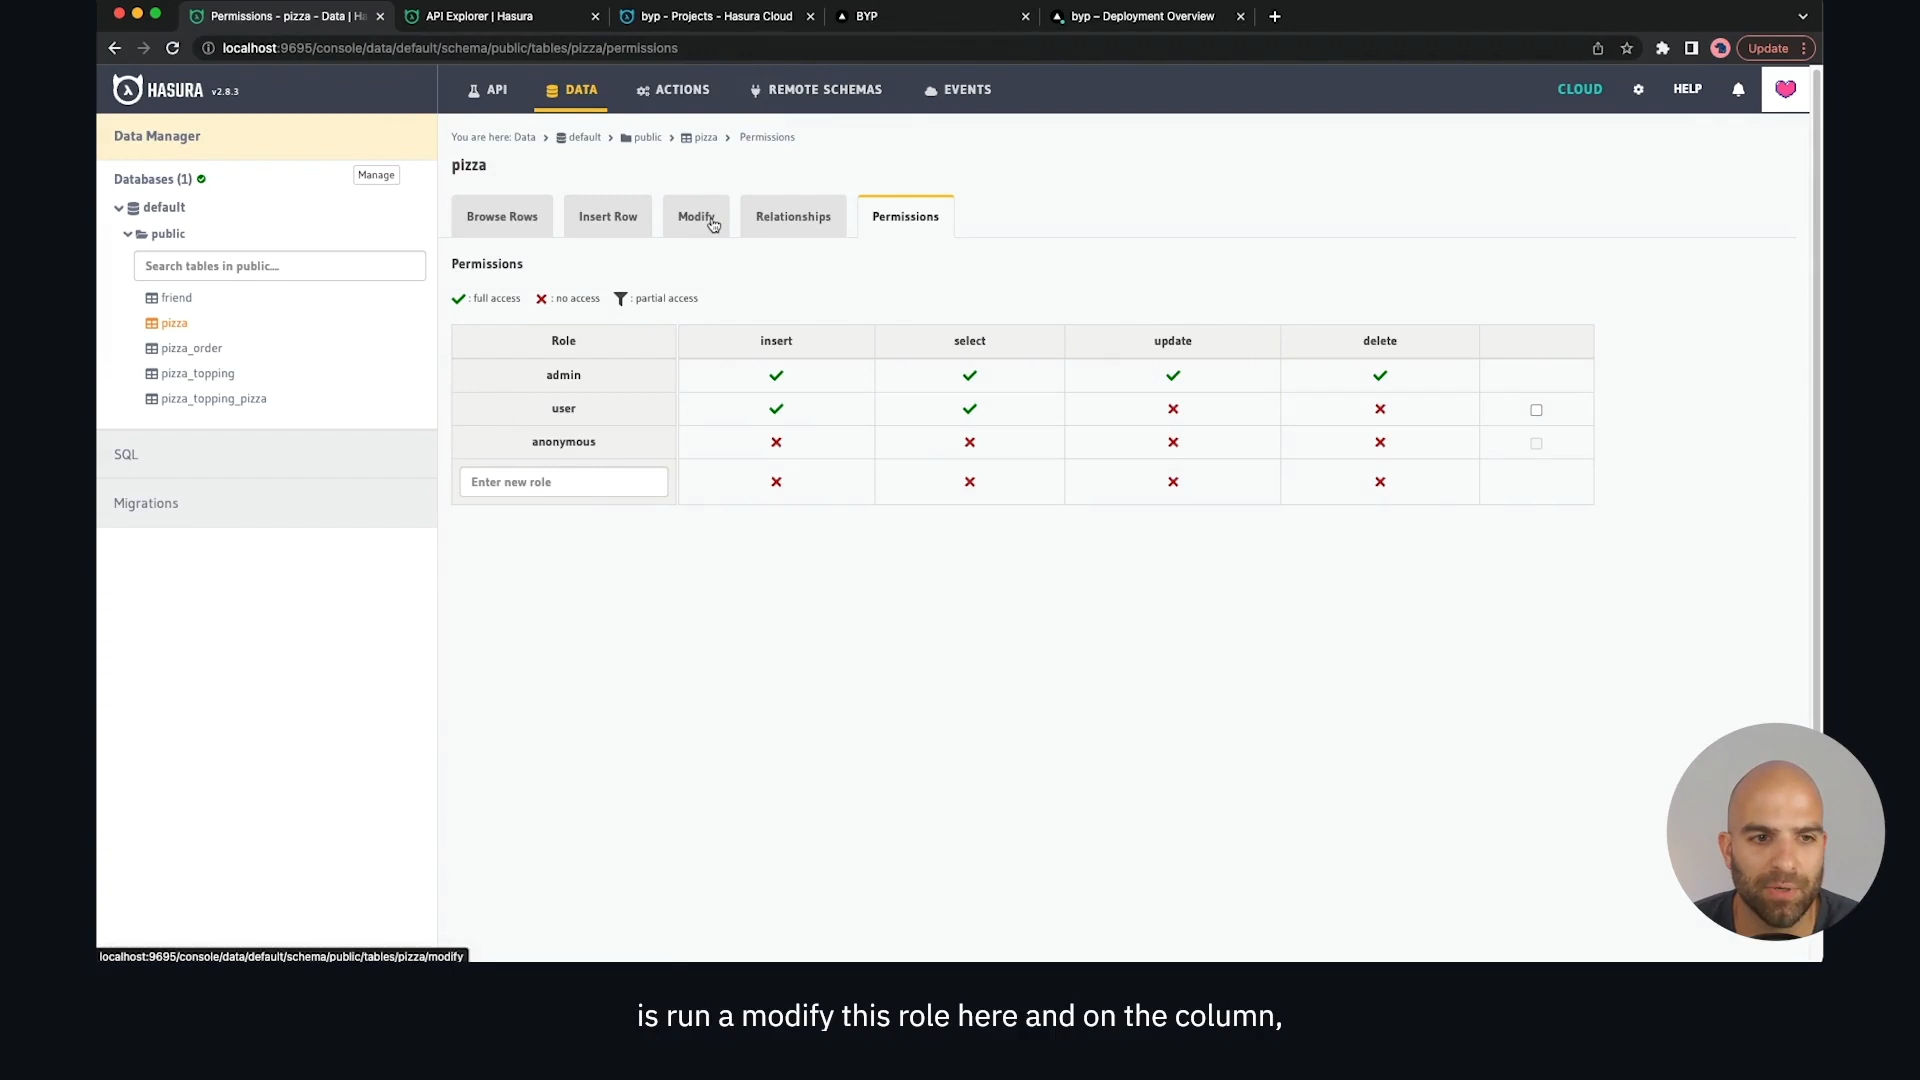 Permissions - pizza - Data | H
API Explorer | Hasura
byp - Projects - Hasura Cloud
BYP
byp – Deployment Overview
localhost:9695/console/data/default/schema/public/tables/pizza/permissions
Update
HASURA v2.8.3
API
DATA
ACTIONS
REMOTE SCHEMAS
EVENTS
CLOUD
HELP
Data Manager
Databases (1)
Manage
default
public
Search tables in public....
friend
pizza
pizza_order
pizza_topping
pizza_topping_pizza
SQL
Migrations
You are here: Data > default > public > pizza > Permissions
pizza
Browse Rows
Insert Row
Modify
Relationships
Permissions
Permissions
: full access : no access : partial access
Role insert select update delete
admin
user
anonymous
Enter new role
localhost:9695/console/data/default/schema/public/tables/pizza/modify
is run a modify this role here and on the column,